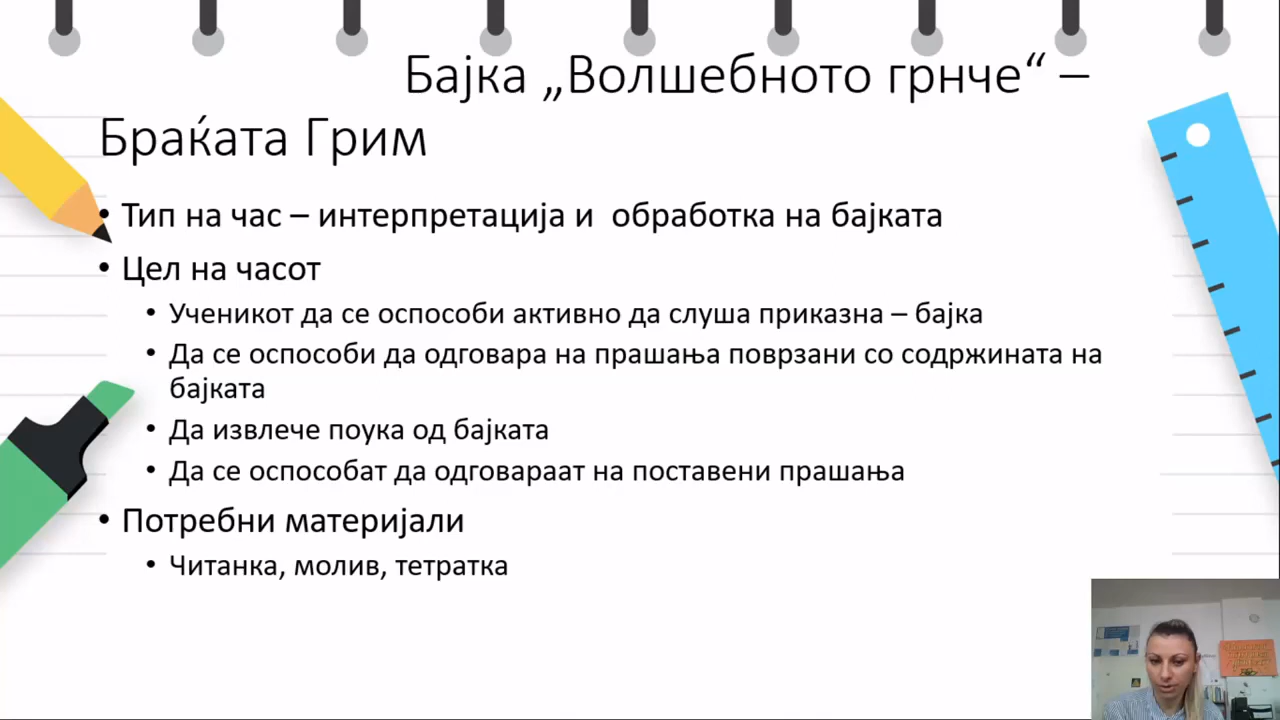 Бајка „Волшебното грнче“ –
Браќата Грим
• Тип на час – интерпретација и обработка на бајката
• Цел на часот
• Ученикот да се оспособи активно да слуша приказна – бајка
• Да се оспособи да одговара на прашања поврзани со содржината на
бајката
• Да извлече поука од бајката
• Да се оспособат да одговараат на поставени прашања
• Потребни материјали
• Читанка, молив, тетратка